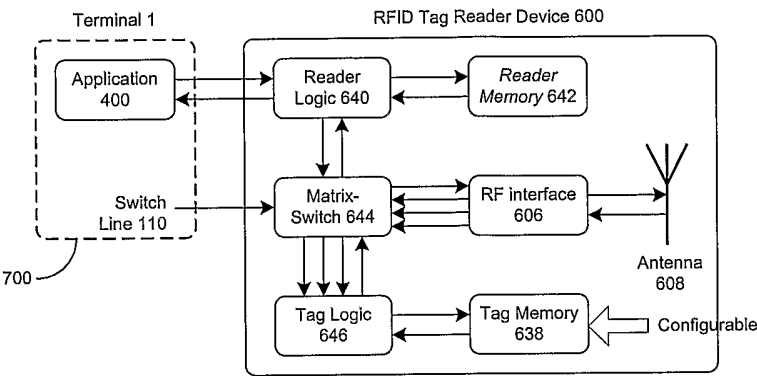 Terminal 1
RFID Tag Reader Device 600
Application
400
Reader
Logic 640
Reader
Memory 642
Switch
Line 110
Matrix-
Switch 644
RF interface
606
Antenna
608
700
Tag Logic
646
Tag Memory
638
Configurable